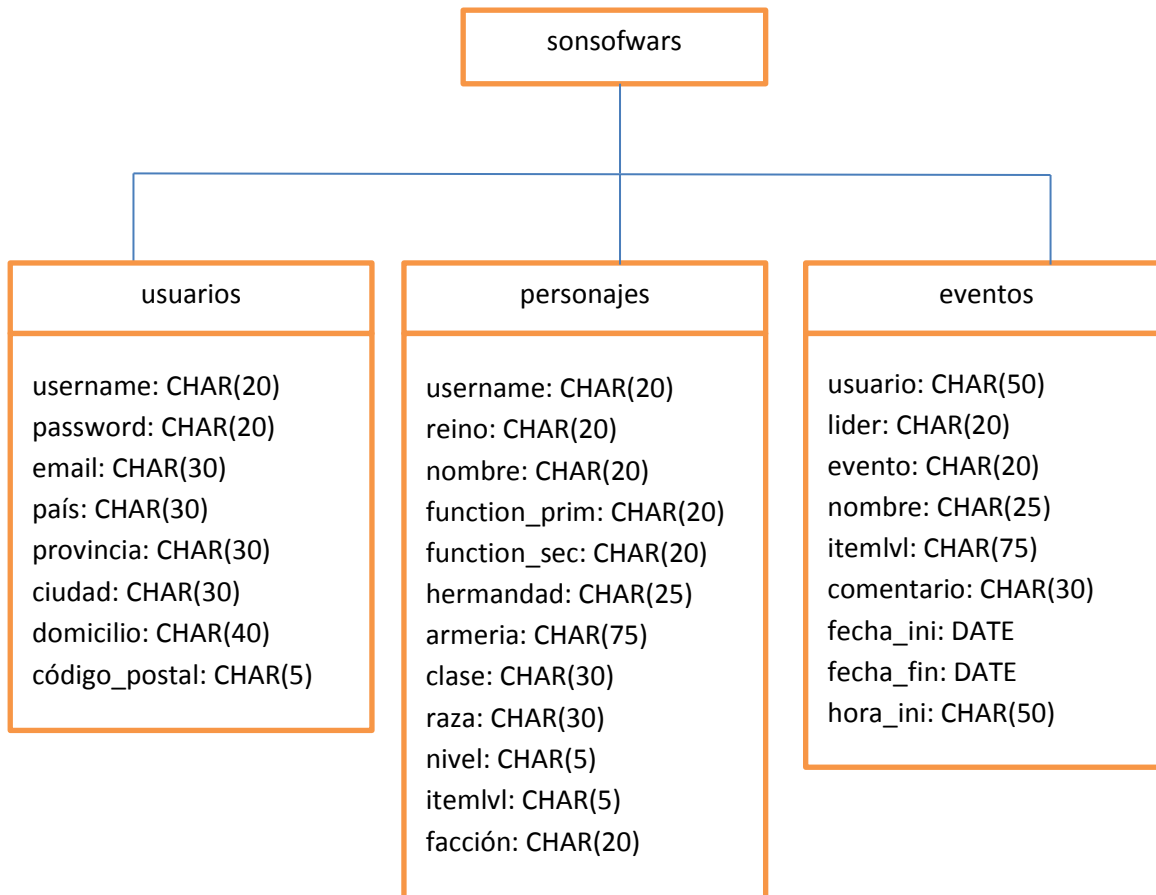 sonsofwars
usuarios
username: CHAR(20)
password: CHAR(20)
email: CHAR(30)
país: CHAR(30)
provincia: CHAR(30)
ciudad: CHAR(30)
domicilio: CHAR(40)
código_postal: CHAR(5)
personajes
username: CHAR(20)
reino: CHAR(20)
nombre: CHAR(20)
function_prim: CHAR(20)
function_sec: CHAR(20)
hermandad: CHAR(25)
armeria: CHAR(75)
clase: CHAR(30)
raza: CHAR(30)
nivel: CHAR(5)
itemlvl: CHAR(5)
facción: CHAR(20)
eventos
usuario: CHAR(50)
lider: CHAR(20)
evento: CHAR(20)
nombre: CHAR(25)
itemlvl: CHAR(75)
comentario: CHAR(30)
fecha_ini: DATE
fecha_fin: DATE
hora_ini: CHAR(50)